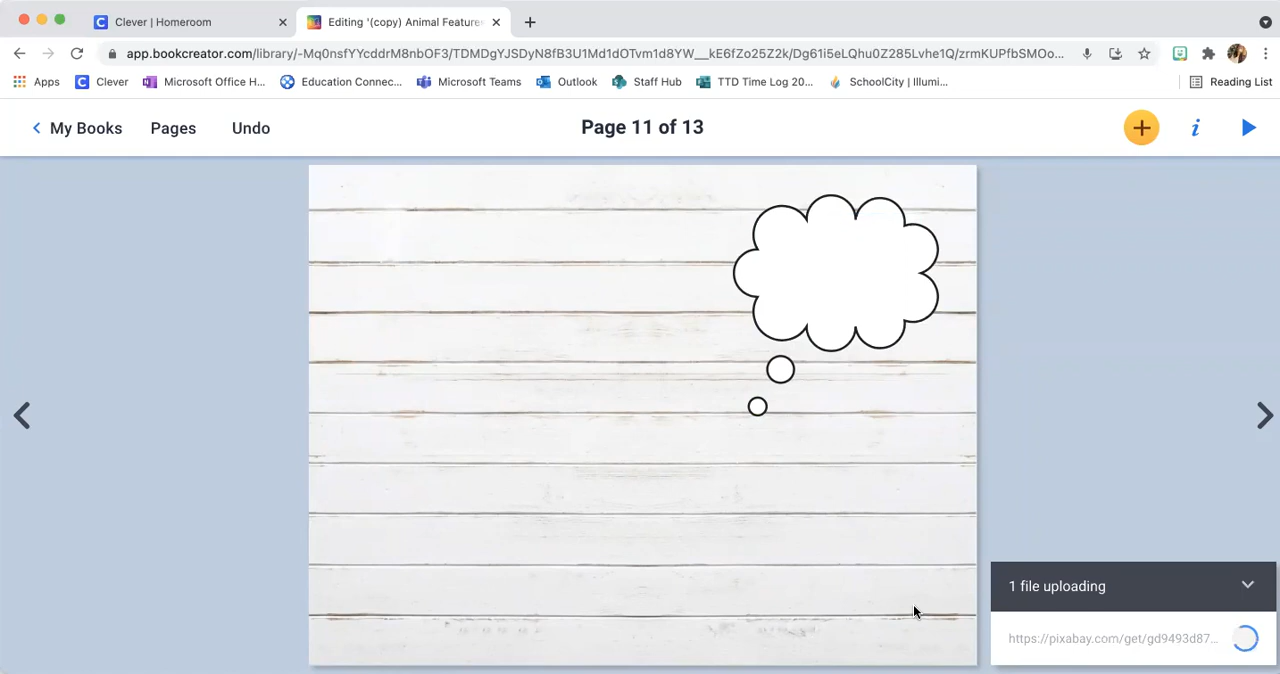 Clever | Homeroom
Editing '(copy) Animal Feature
app.bookcreator.com/library/-Mq0nsfYYcddrM8nbOF3/TDMDgYJSDyN8fB3U1Md1dOTvm1d8YW__kE6fZo25Z2k/Dg61i5eLQhu0Z285Lvhe1Q/zrmKUPfbSMOo...
Apps Clever Microsoft Office H... Education Connec... Microsoft Teams Outlook Staff Hub TTD Time Log 20... SchoolCity | Illumi... Reading List
My Books Pages Undo Page 11 of 13
1 file uploading
https://pixabay.com/get/gd9493d87...